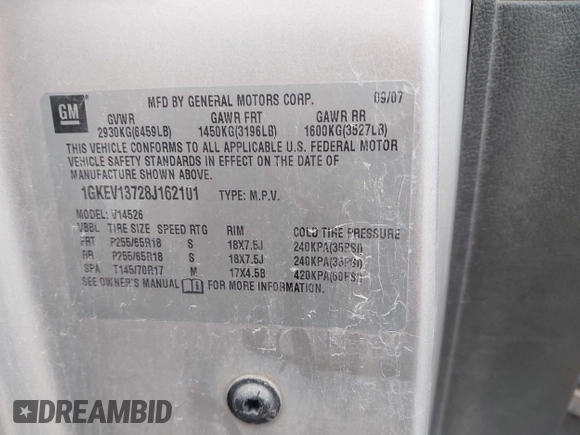 GM
MFD BY GENERAL MOTORS CORP. 09/07
GVWR GAWR FRT GAWR RR
2930KG(6459LB) 1450KG(3196LB) 1600KG(3527LB)
THIS VEHICLE CONFORMS TO ALL APPLICABLE U.S. FEDERAL MOTOR
VEHICLE SAFETY STANDARDS IN EFFECT ON THE DATE OF
MANUFACTURE SHOWN ABOVE.
1GKEV13728J162101 TYPE: M.P.V.
MODEL: V14526
WBBL TIRE SIZE SPEED RTG RIM COLD TIRE PRESSURE
FRT P255/65R18 S 18X7.5J 240KPA(35PSI)
RR P255/65R18 S 18X7.5J 240KPA(35PSI)
SPA T145/70R17 M 17X4.5B 420KPA(60PSI)
SEE OWNER'S MANUAL FOR MORE INFORMATION.
DREAMBID